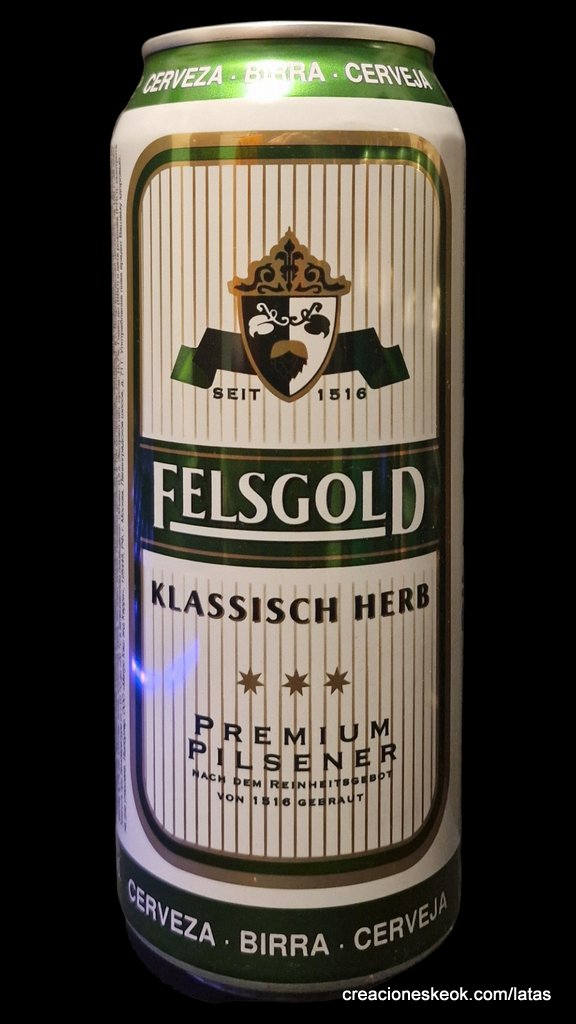 CERVEZA · BIRRA · CERVEJA
SEIT 1516
FELSGOLD
KLASSISCH HERB
PREMIUM
PILSENER
NACH DEM REINHEITSGEBOT
VON 1516 GEBRAUT
CERVEZA · BIRRA · CERVEJA
creacioneskeok.com/latas